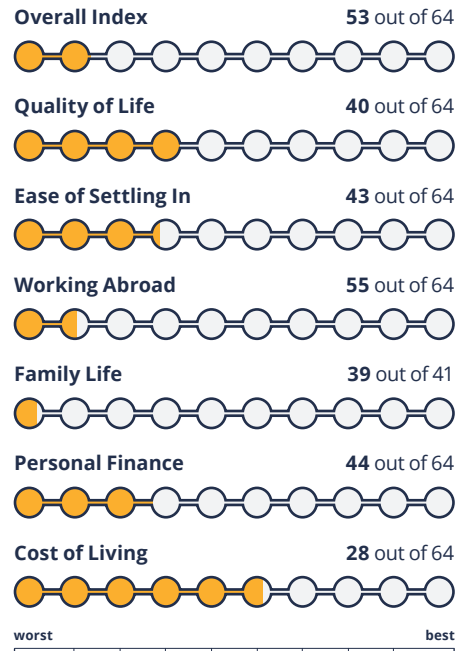 Overall Index 53 out of 64
Quality of Life 40 out of 64
Ease of Settling In 43 out of 64
Working Abroad 55 out of 64
Family Life 39 out of 41
Personal Finance 44 out of 64
Cost of Living 28 out of 64
worst best